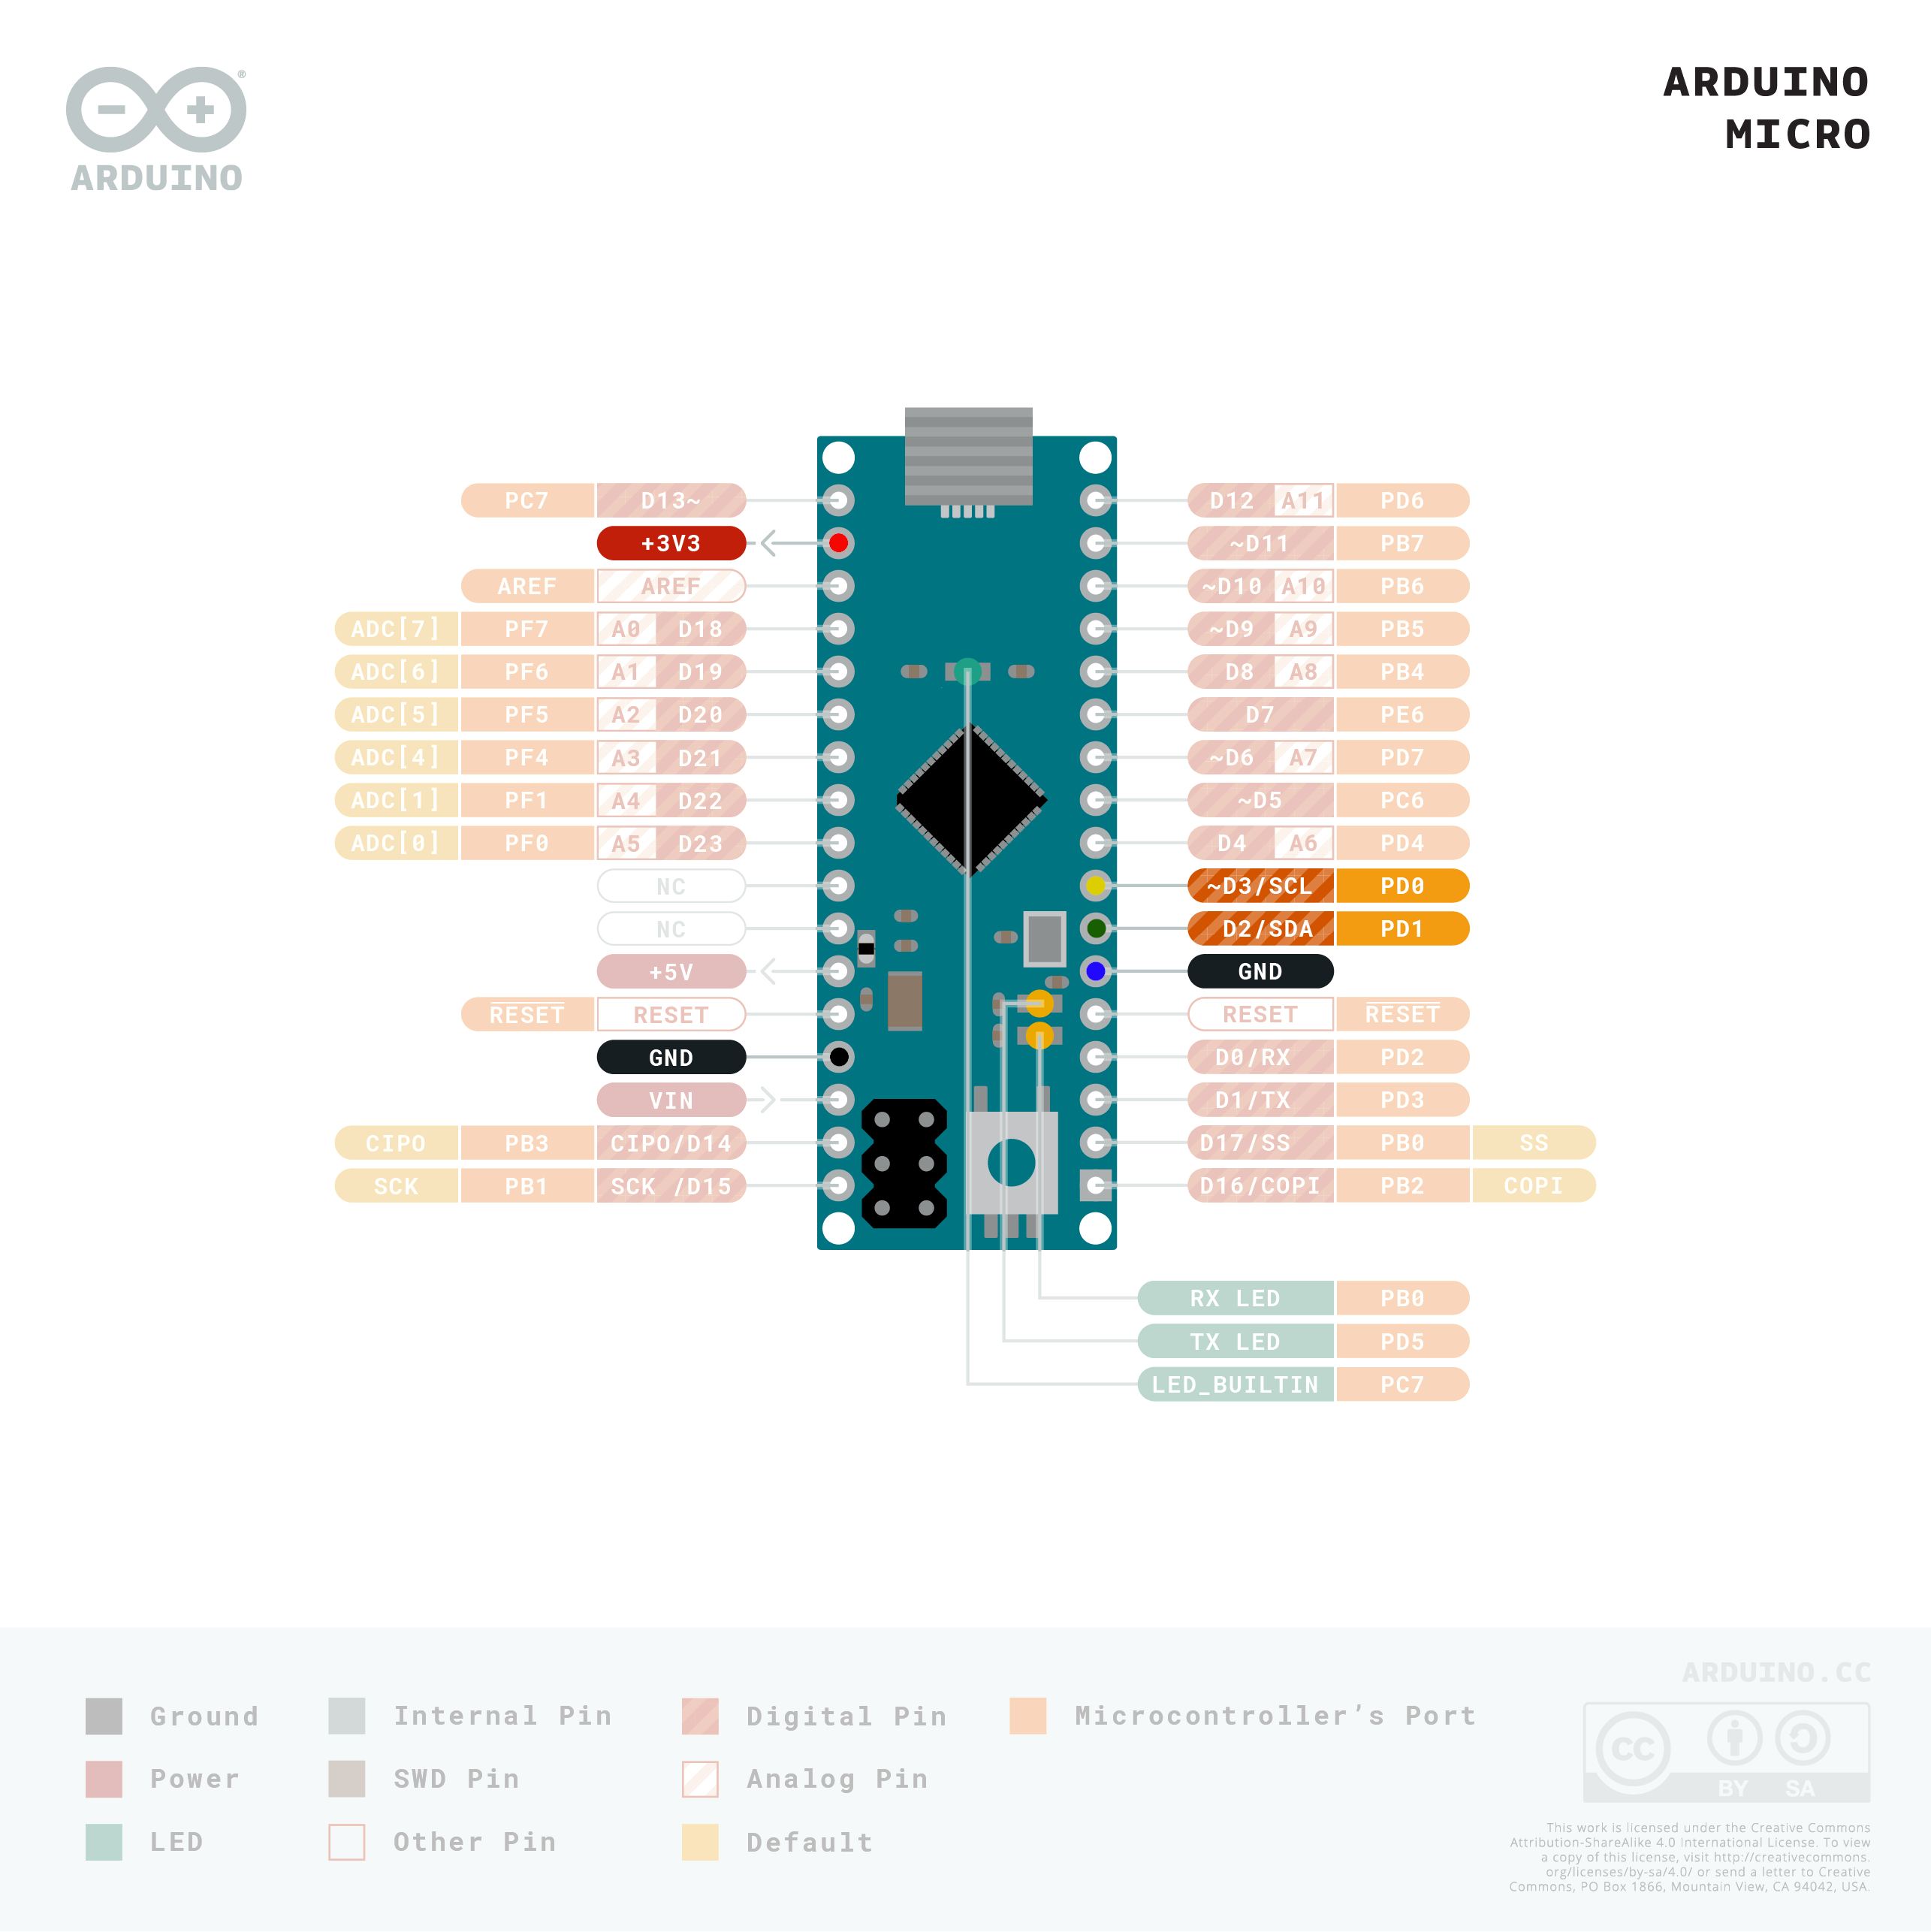 ARDUINO
MICRO
®
ARDUINO
PC7 D13~
D12 A11 PD6
+3V3
~D11 PB7
AREF AREF
~D10 A10 PB6
ADC[7] PF7 A0 D18
~D9 A9 PB5
ADC[6] PF6 A1 D19
D8 A8 PB4
ADC[5] PF5 A2 D20
D7 PE6
ADC[4] PF4 A3 D21
~D6 A7 PD7
ADC[1] PF1 A4 D22
~D5 PC6
ADC[0] PF0 A5 D23
D4 A6 PD4
NC
~D3/SCL PD0
NC
D2/SDA PD1
+5V
GND
RESET RESET
RESET RESET
GND
D0/RX PD2
VIN
D1/TX PD3
CIPO PB3 CIPO/D14
D17/SS PB0 SS
SCK PB1 SCK /D15
D16/COPI PB2 COPI
RX LED PB0
TX LED PD5
LED_BUILTIN PC7
Ground
Power
LED
Internal Pin
SWD Pin
Other Pin
Digital Pin
Analog Pin
Default
Microcontroller’s Port
ARDUINO.CC
cc
BY SA
This work is licensed under the Creative Commons
Attribution-ShareAlike 4.0 International License. To view
a copy of this license, visit http://creativecommons.
org/licenses/by-sa/4.0/ or send a letter to Creative
Commons, PO Box 1866, Mountain View, CA 94042, USA.